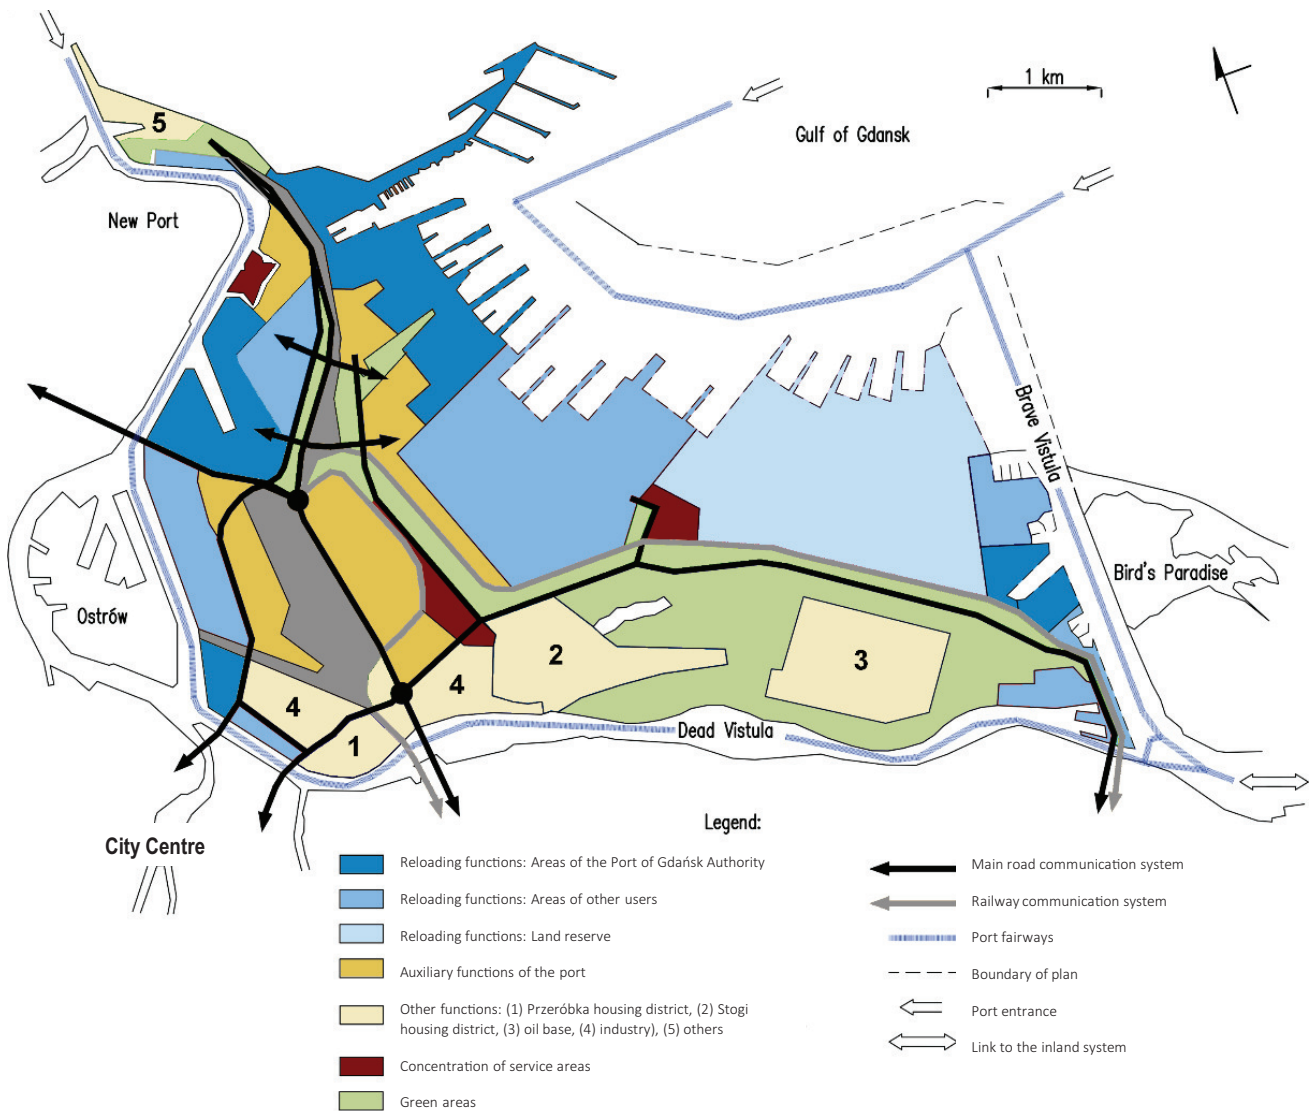 1 km
Gulf of Gdansk
5
New Port
Brave Vistula
Bird's Paradise
Ostrów
2
3
4
4
1
Dead Vistula
City Centre
Legend:
Reloading functions: Areas of the Port of Gdańsk Authority
Reloading functions: Areas of other users
Reloading functions: Land reserve
Auxiliary functions of the port
Other functions: (1) Przeróbka housing district, (2) Stogi
housing district, (3) oil base, (4) industry), (5) others
Concentration of service areas
Green areas
Main road communication system
Railway communication system
Port fairways
Boundary of plan
Port entrance
Link to the inland system